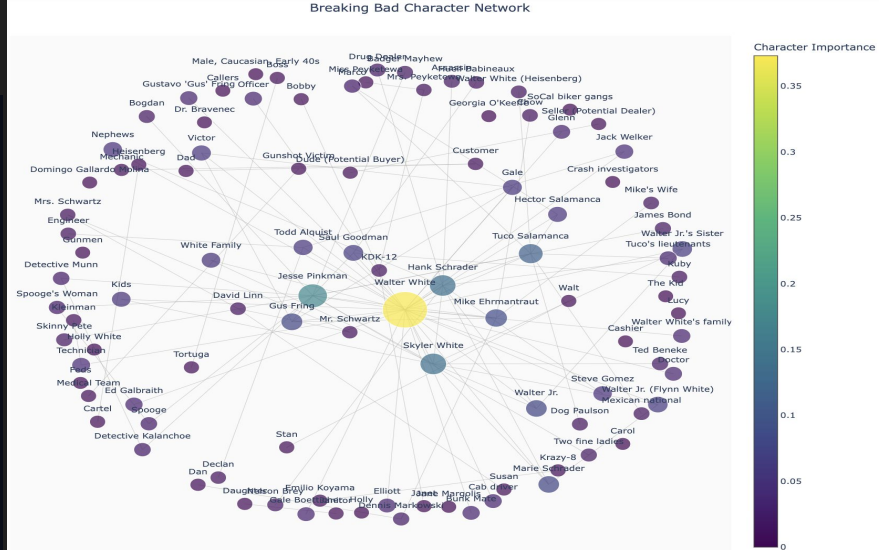 Breaking Bad Character Network
Character Importance
Drug Dealer
Badger Mayhew
Male, Caucasian, Early 40s
Boss
Miss Peyketewa
Marco
Assassin
Callers
Mrs. Peyketewa
Walter White (Heisenberg)
Gustavo 'Gus' Fring
Officer
Bobby
SoCal biker gangs
Bogdan
Dr. Bravenec
Georgia O'Keeffe
Chow
Seller (Potential Dealer)
Nephews
Victor
Glenn
Jack Welker
Heisenberg
Mechanic
Dad
Gunshot Victim
Dude (Potential Buyer)
Customer
Domingo Gallardo Molina
Gale
Crash investigators
Mrs. Schwartz
Hector Salamanca
Mike's Wife
Engineer
James Bond
Gunmen
White Family
Todd Alquist
Saul Goodman
Tuco Salamanca
Walter Jr.'s Sister
Tuco's lieutenants
Detective Munn
KDK-12
Hank Schrader
Ruby
Kids
Jesse Pinkman
Walter White
Walt
The Kid
Spooge's Woman
David Linn
Gus Fring
Mike Ehrmantraut
Lucy
Kleinman
Mr. Schwartz
Walter White's family
Skinny Pete
Holly White
Cashier
Skyler White
Ted Beneke
Tortuga
Doctor
Feds
Medical Team
Ed Galbraith
Steve Gomez
Walter Jr. (Flynn White)
Walter Jr.
Mexican national
Cartel
Spooge
Dog Paulson
Detective Kalanchoe
Stan
Carol
Two fine ladies
Krazy-8
Declan
Marie Schrader
Dan
Susan
Cab driver
Emilio Koyama
Elliott
Jane Margolis
Gale Boetticher
Holly
Dennis Markowski
Bunk Mate
0.35
0.3
0.25
0.2
0.15
0.1
0.05
0